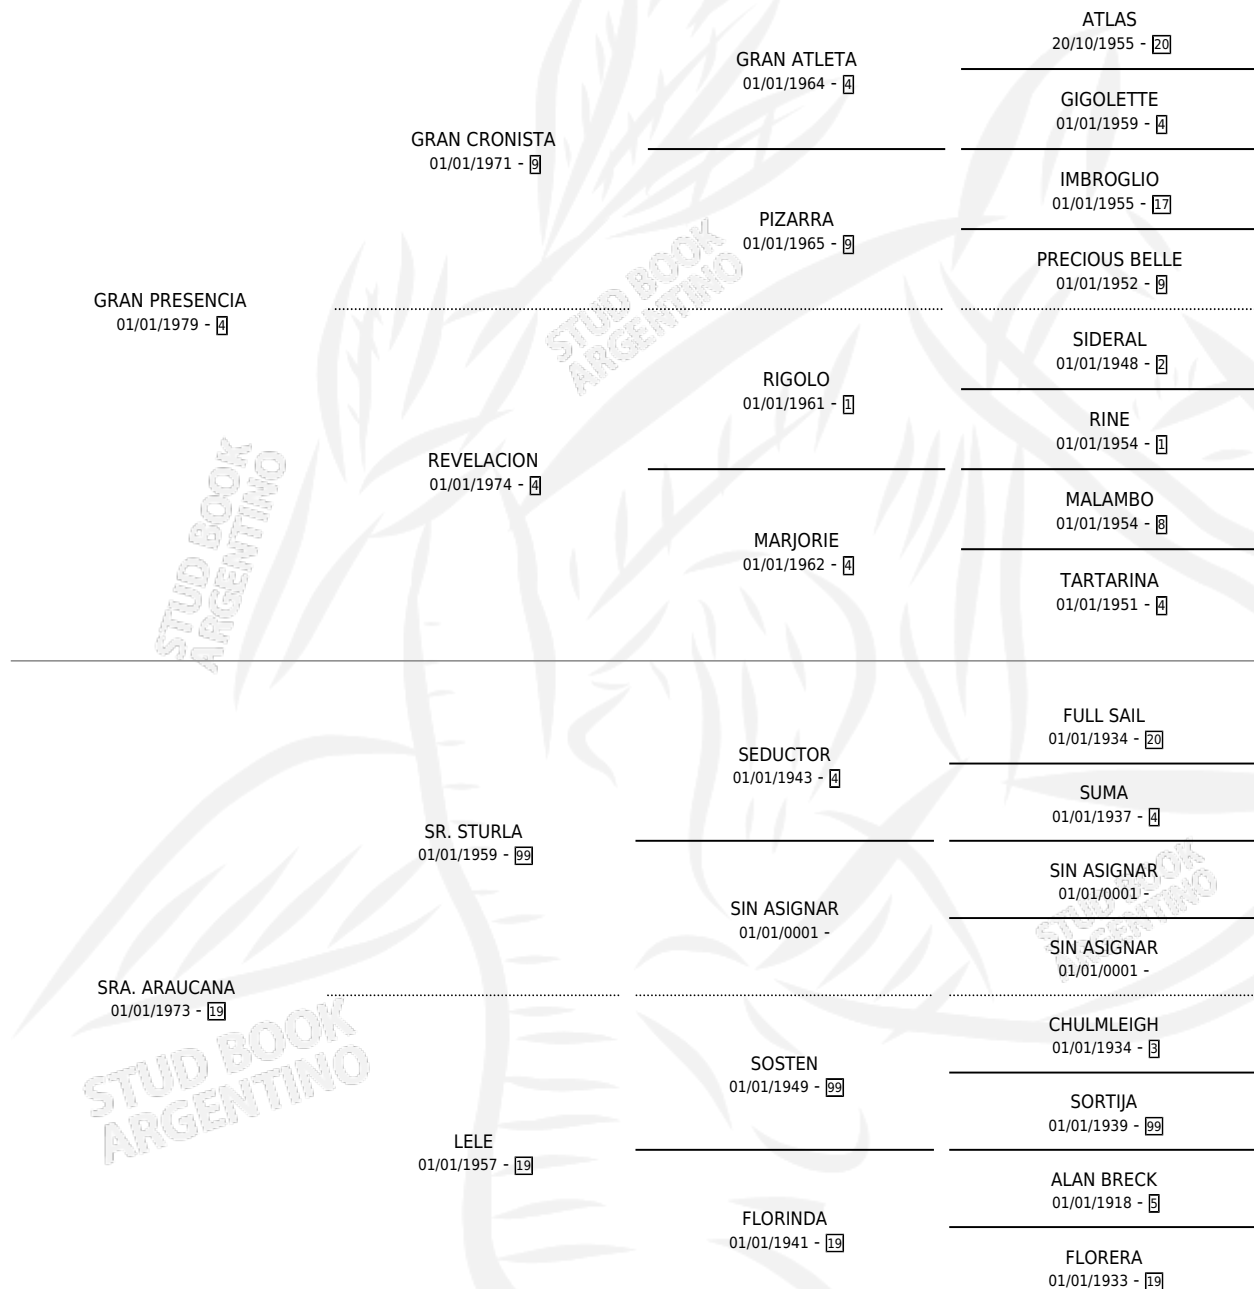 ATLAS
20/10/1955 - 20
GRAN ATLETA
01/01/1964 - 4
GIGOLETTE
01/01/1959 - 4
GRAN CRONISTA
01/01/1971 - 9
IMBROGLIO
01/01/1955 - 17
PIZARRA
01/01/1965 - 9
PRECIOUS BELLE
01/01/1952 - 9
GRAN PRESENCIA
01/01/1979 - 4
STUD BOOK
ARGENTINO
SIDERAL
01/01/1948 - 2
RIGOLO
01/01/1961 - 1
RINE
01/01/1954 - 1
REVELACION
01/01/1974 - 4
MALAMBO
01/01/1954 - 8
MARJORIE
01/01/1962 - 4
TARTARINA
01/01/1951 - 4
STUD BOOK
ARGENTINO
FULL SAIL
01/01/1934 - 20
SEDUCTOR
01/01/1943 - 4
SUMA
01/01/1937 - 4
SR. STURLA
01/01/1959 - 99
SIN ASIGNAR
01/01/0001 -
SIN ASIGNAR
01/01/0001 -
SIN ASIGNAR
01/01/0001 -
STUD BOOK
ARGENTINO
SRA. ARAUCANA
01/01/1973 - 19
CHULMLEIGH
01/01/1934 - 3
SOSTEN
01/01/1949 - 99
SORTIJA
01/01/1939 - 99
STUD BOOK
ARGENTINO
LELE
01/01/1957 - 19
ALAN BRECK
01/01/1918 - 5
FLORINDA
01/01/1941 - 19
FLORERA
01/01/1933 - 19